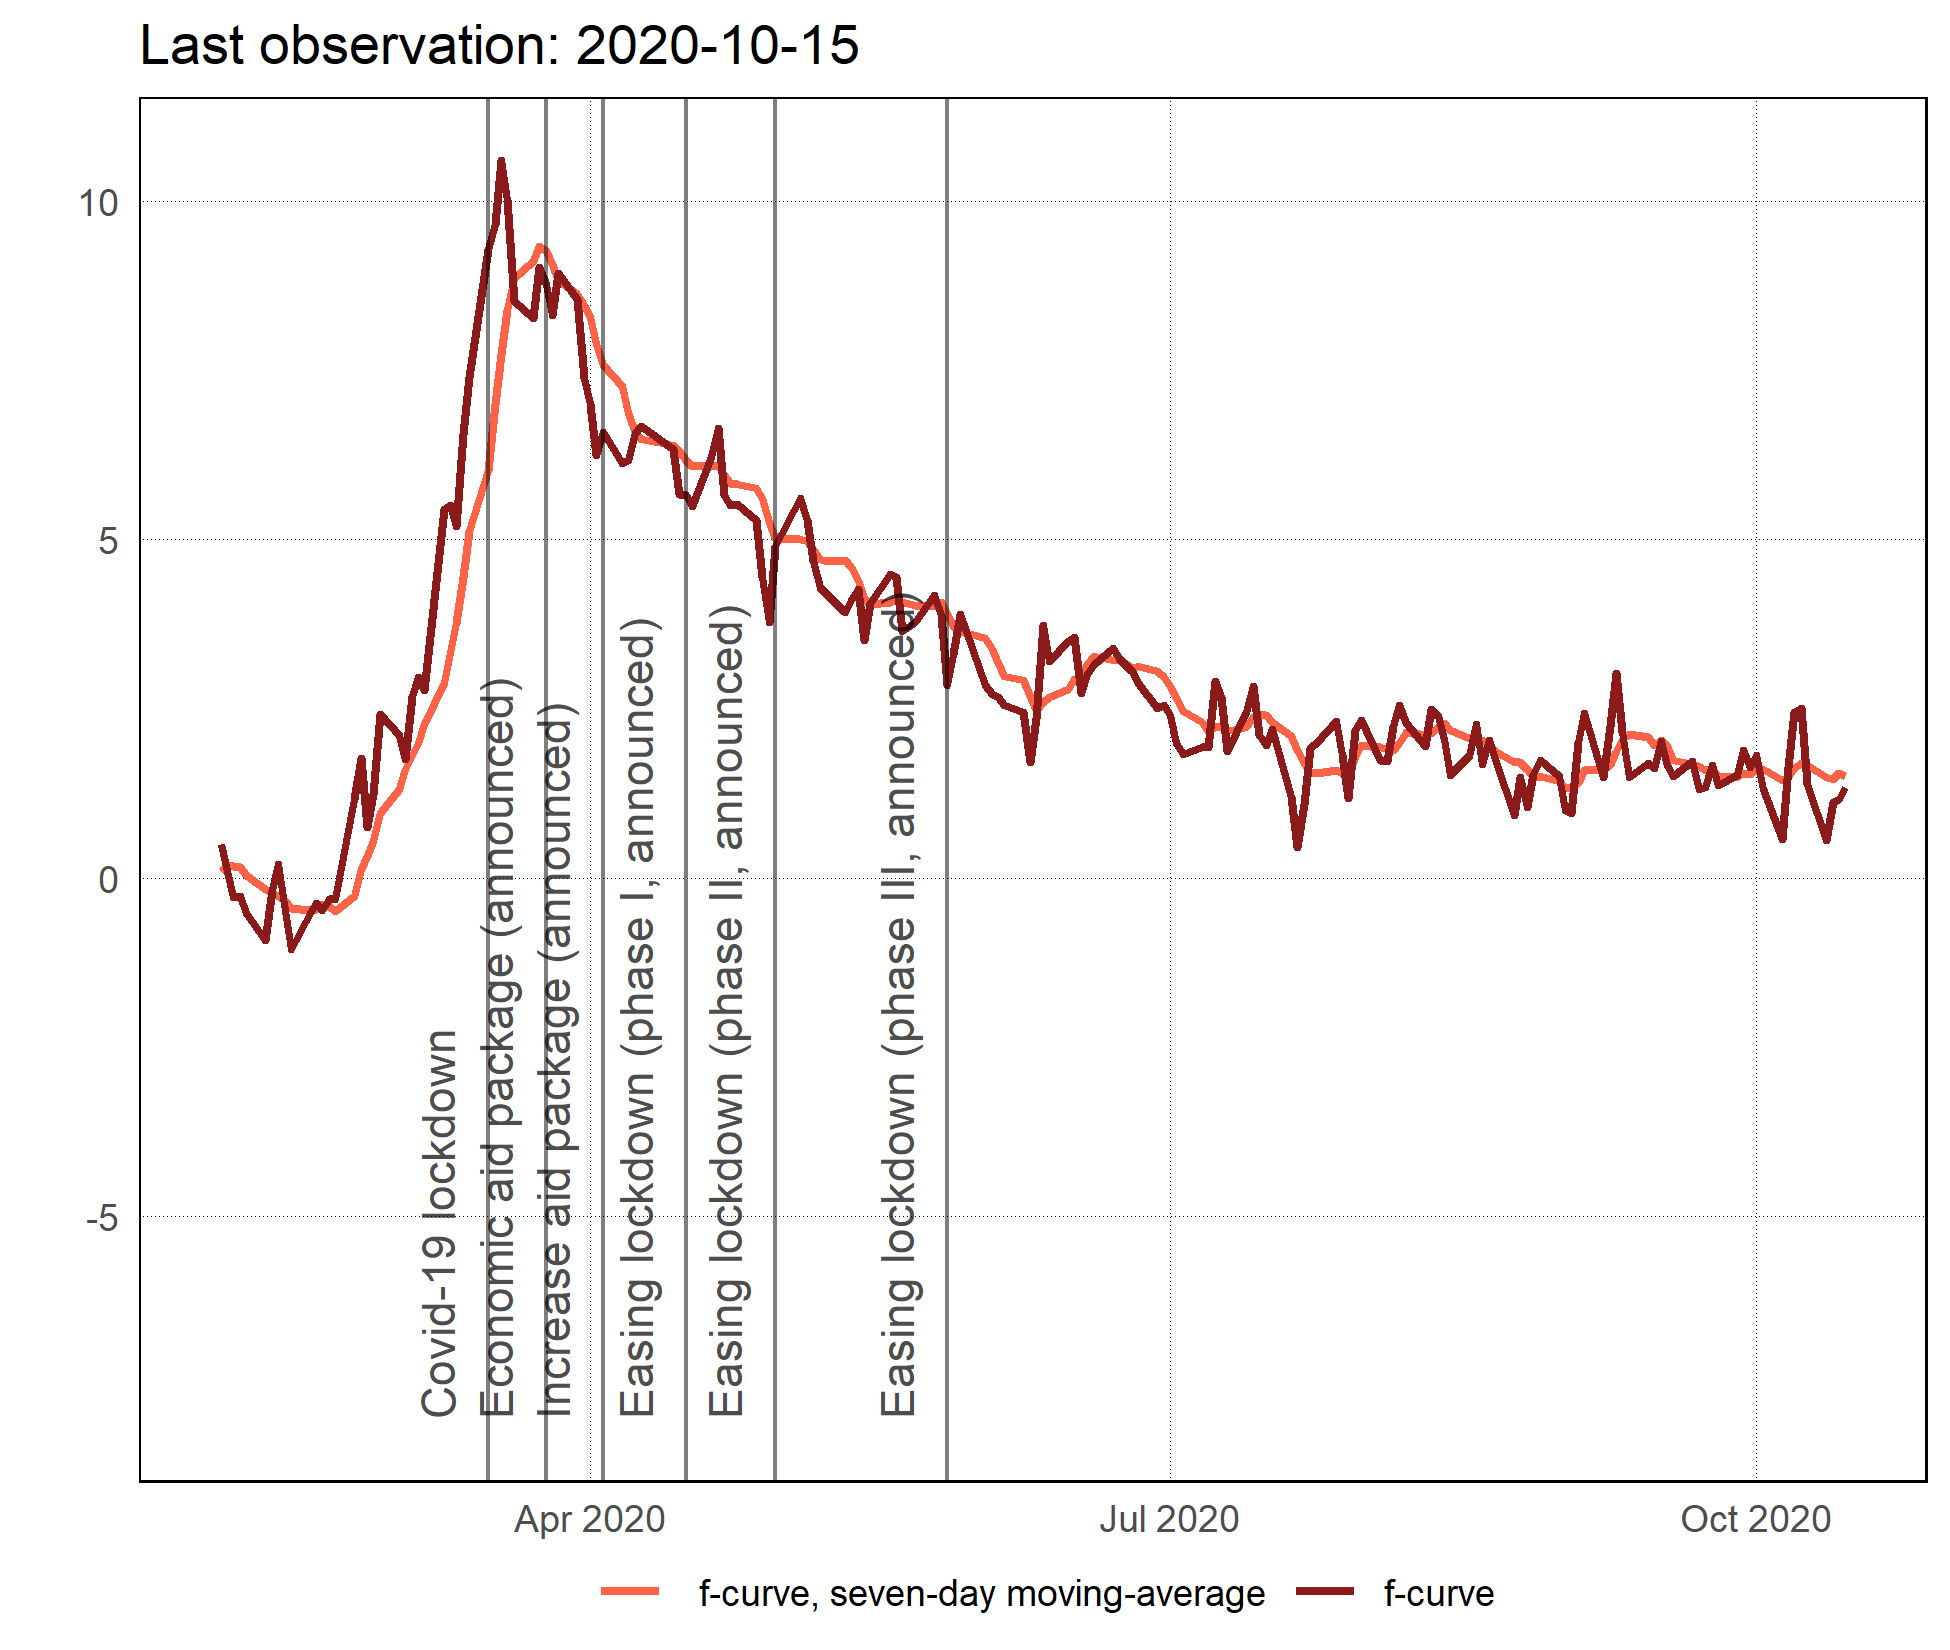 Last observation: 2020-10-15
10
5
0
-5
Covid-19 lockdown
Economic aid package (announced)
Increase aid package (announced)
Easing lockdown (phase I, announced)
Easing lockdown (phase II, announced)
Easing lockdown (phase III, announced)
Apr 2020
Jul 2020
Oct 2020
f-curve, seven-day moving-average
f-curve